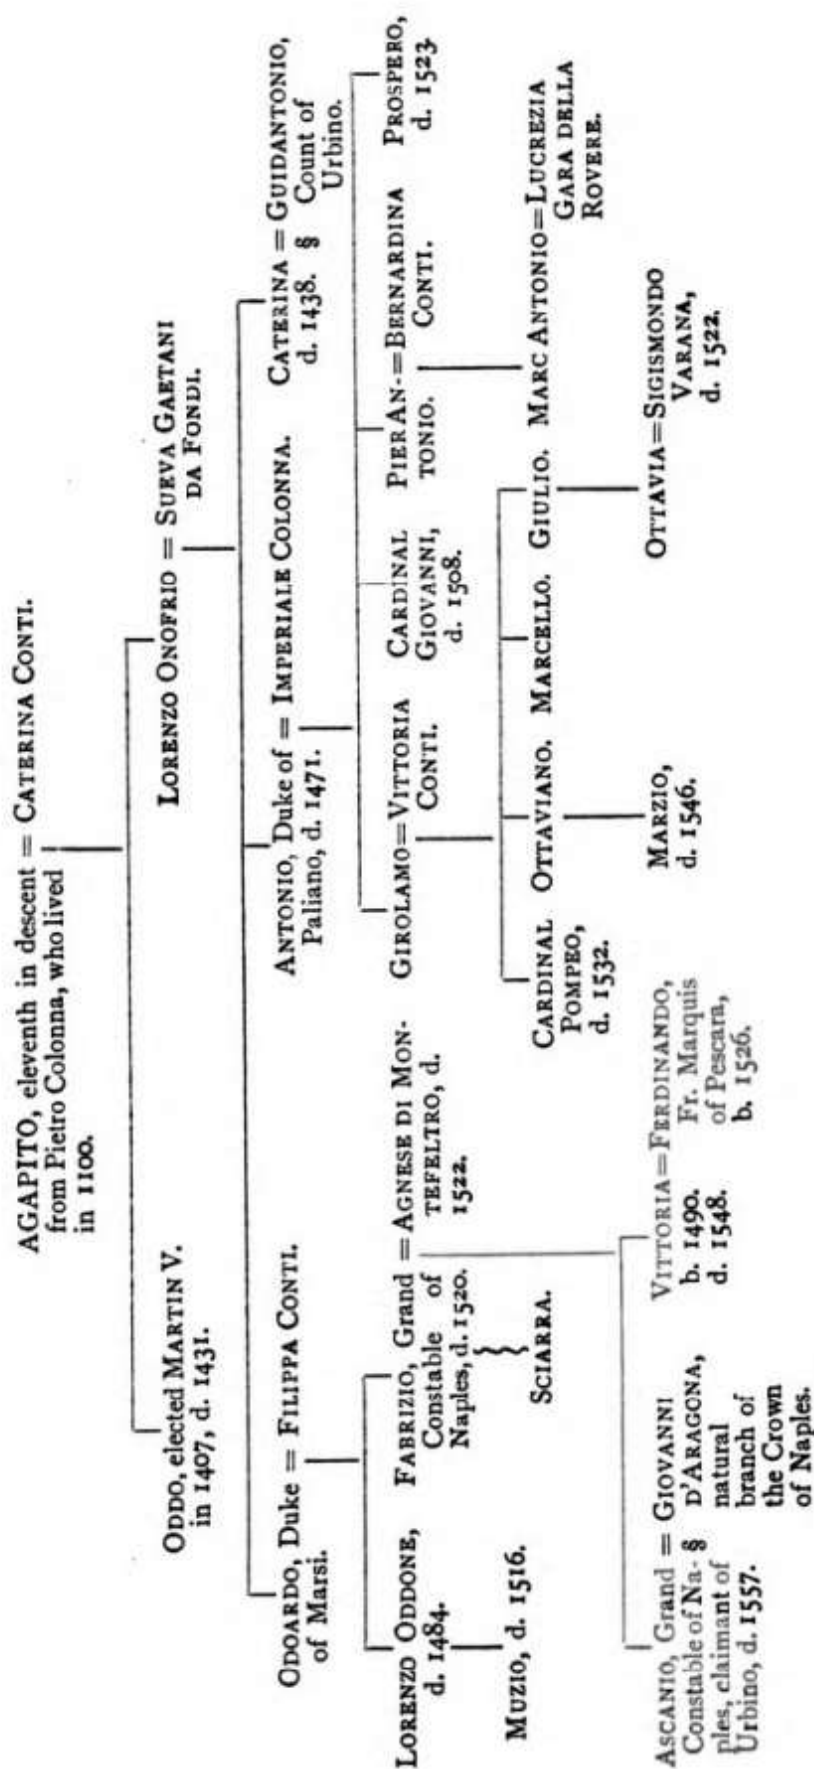 AGAPITO, eleventh in descent = CATERINA CONTI.
from Pietro Colonna, who lived
in 1100.
ODDO, elected MARTIN V.
in 1407, d. 1431.
LORENZO ONOFRIO = SUEVA GAETANI
DA FONDI.
ODOARDO, Duke = FILIPPA CONTI.
of Marsi.
ANTONIO, Duke of = IMPERIALE COLONNA.
Paliano, d. 1471.
CATERINA = GUIDANTONIO,
d. 1438. § Count of
Urbino.
LORENZO ODDONE,
d. 1484.
FABRIZIO, Grand = AGNESE DI MON-
Constable of TEFELTRO, d.
Naples, d. 1520. 1522.
GIROLAMO=VITTORIA
CONTI.
CARDINAL
GIOVANNI,
d. 1508.
PIER AN-=BERNARDINA
TONIO. CONTI.
PROSPERO,
d. 1523.
MUZIO, d. 1516.
SCIARRA.
CARDINAL
POMPEO,
d. 1532.
OTTAVIANO.
MARCELLO.
GIULIO.
MARC ANTONIO=LUCREZIA
GARA DELLA
ROVERE.
ASCANIO, Grand = GIOVANNI
Constable of Na- § D'ARAGONA,
ples, claimant of natural
Urbino, d. 1557. branch of
the Crown
of Naples.
VITTORIA=FERDINANDO,
b. 1490. Fr. Marquis
d. 1548. of Pescara,
b. 1526.
MARZIO,
d. 1546.
OTTAVIA=SIGISMONDO
VARANA,
d. 1522.